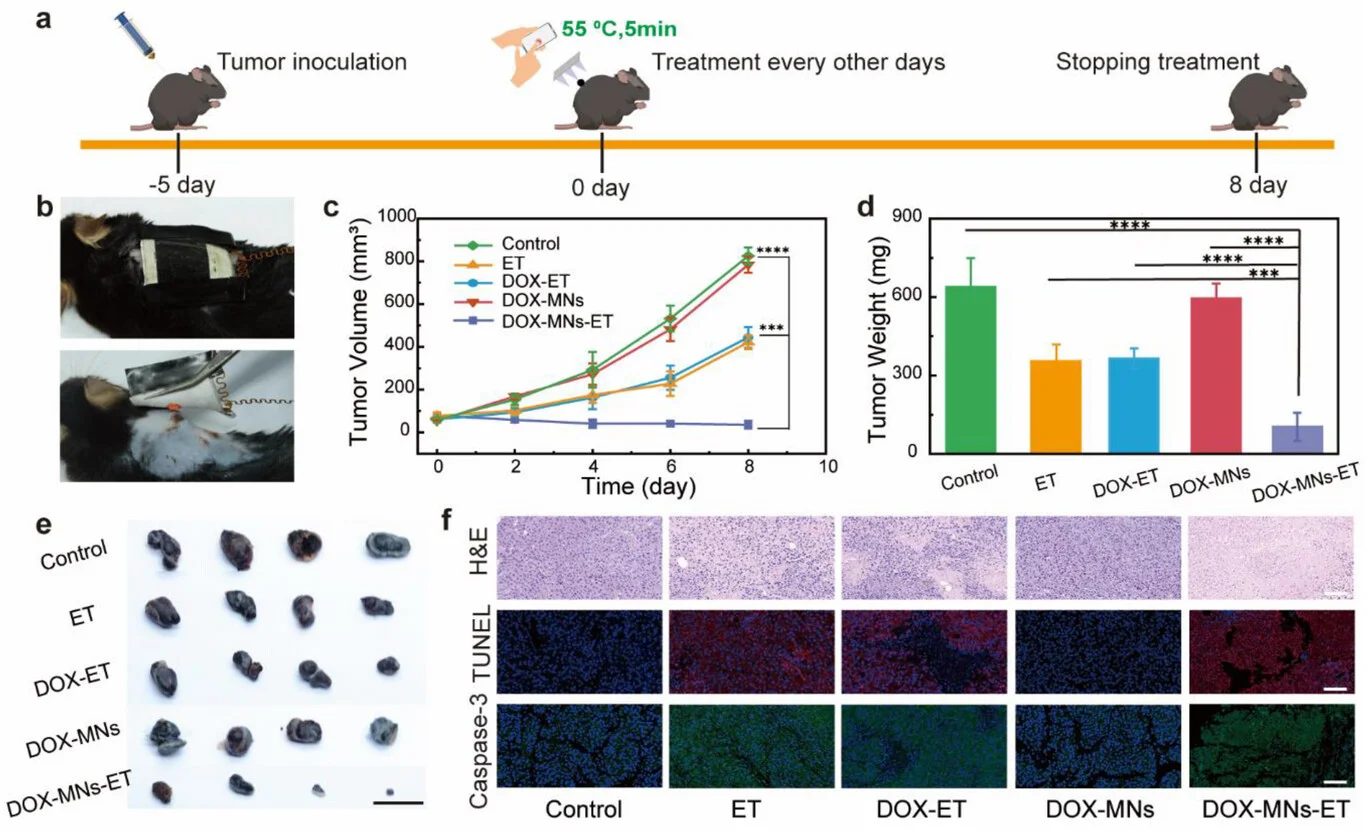 a
55 ⁰C,5min
Tumor inoculation
Treatment every other days
Stopping treatment
-5 day
0 day
8 day
b
c
Tumor Volume (mm³)
1000
800
600
400
200
0
Control
ET
DOX-ET
DOX-MNs
DOX-MNs-ET
****
***
0
2
4
6
8
10
Time (day)
d
Tumor Weight (mg)
900
600
300
0
****
****
****
***
Control
ET
DOX-ET
DOX-MNs
DOX-MNs-ET
e
Control
ET
DOX-ET
DOX-MNs
DOX-MNs-ET
f
H&E
TUNEL
Caspase-3
Control
ET
DOX-ET
DOX-MNs
DOX-MNs-ET